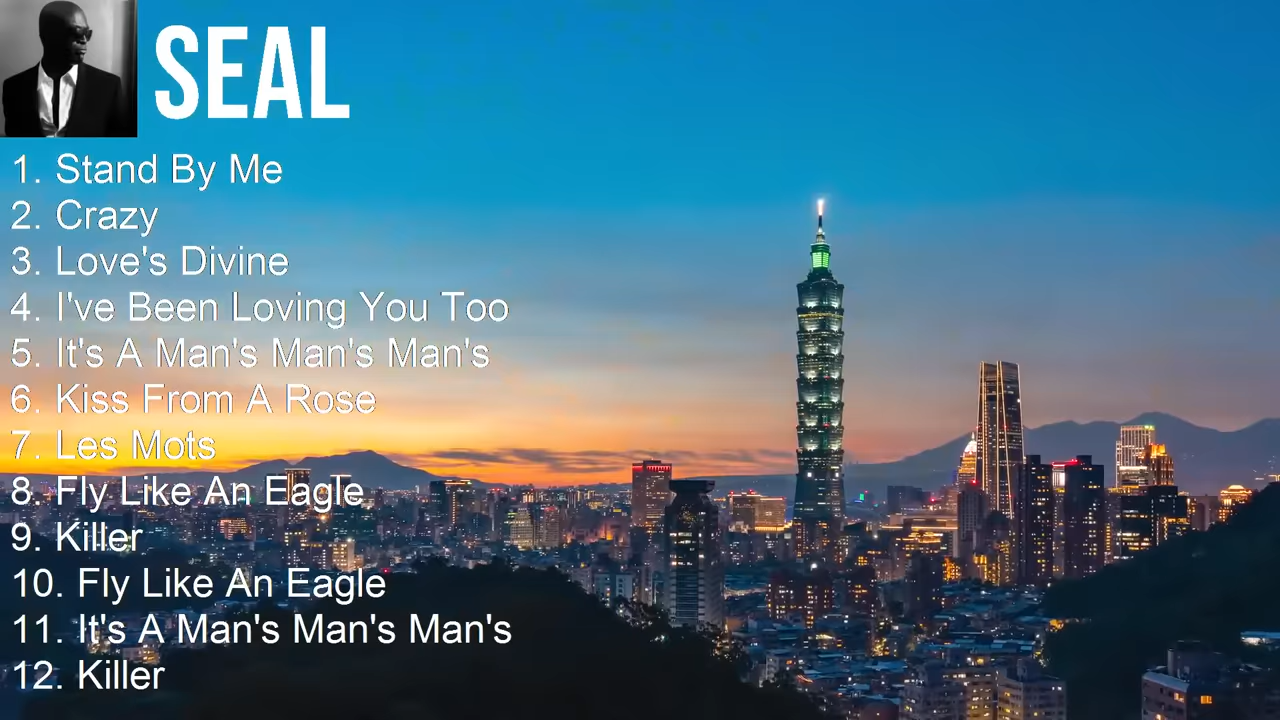 SEAL
1. Stand By Me
2. Crazy
3. Love's Divine
4. I've Been Loving You Too
5. It's A Man's Man's Man's
6. Kiss From A Rose
7. Les Mots
8. Fly Like An Eagle
9. Killer
10. Fly Like An Eagle
11. It's A Man's Man's Man's
12. Killer